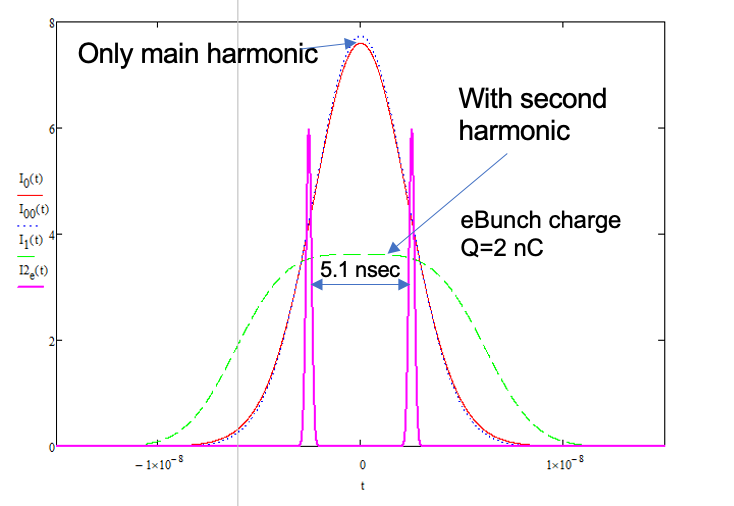 8
Only main harmonic
With second
harmonic
6
I0(t)
I00(t)
I1(t)
I2e(t)
eBunch charge
Q=2 nC
4
5.1 nsec
2
0
−1×10⁻⁸
0
1×10⁻⁸
t